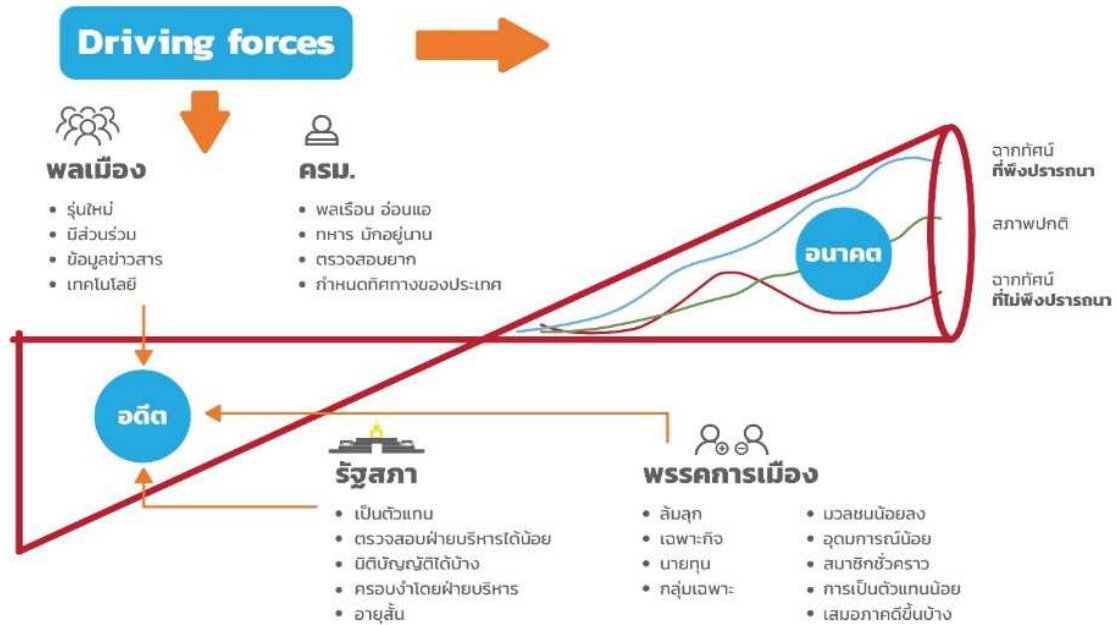 Driving forces
พลเมือง
• รุ่นใหม่
• มีส่วนร่วม
• ข้อมูลข่าวสาร
• เทคโนโลยี
ครม.
• พลเรือน อ่อนแอ
• ทหาร มักอยู่นาน
• ตรวจสอบยาก
• กำหนดทิศทางของประเทศ
ฉากทัศน์
ที่พึงปรารถนา
สภาพปกติ
ฉากทัศน์
ที่ไม่พึงปรารถนา
อนาคต
อดีต
รัฐสภา
• เป็นตัวแทน
• ตรวจสอบฝ่ายบริหารได้น้อย
• นิติบัญญัติได้บ้าง
• ครอบงำโดยฝ่ายบริหาร
• อายุสั้น
พรรคการเมือง
• ล้มลุก
• เฉพาะกิจ
• นายทุน
• กลุ่มเฉพาะ
• มวลชนน้อยลง
• อุดมการณ์น้อย
• สมาชิกชั่วคราว
• การเป็นตัวแทนน้อย
• เสมอภาคดีขึ้นบ้าง